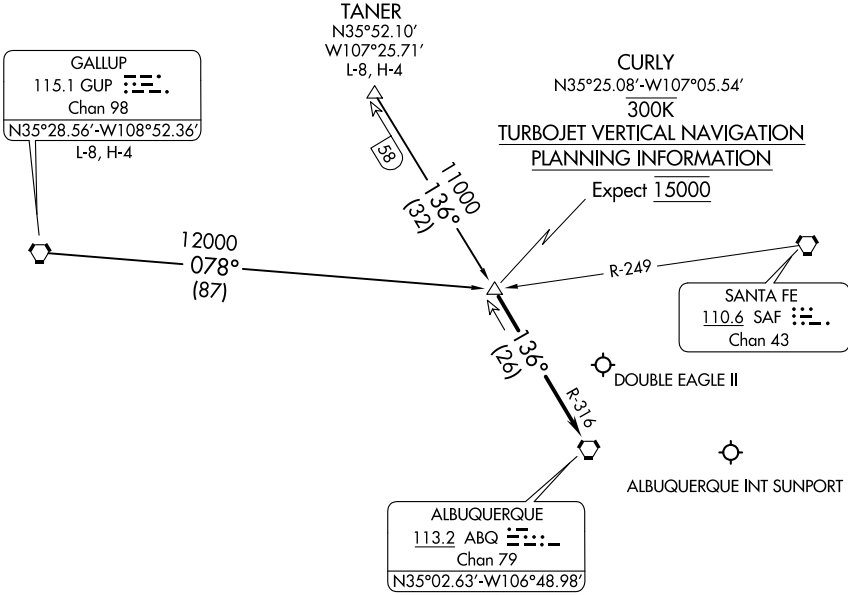 TANER
N35°52.10'
W107°25.71'
L-8, H-4
GALLUP
115.1 GUP
Chan 98
N35°28.56'-W108°52.36'
L-8, H-4
CURLY
N35°25.08'-W107°05.54'
300K
TURBOJET VERTICAL NAVIGATION
PLANNING INFORMATION
Expect 15000
58
11000
136°
(32)
12000
078°
(87)
R-249
SANTA FE
110.6 SAF
Chan 43
136°
(26)
R-316
DOUBLE EAGLE II
ALBUQUERQUE INT SUNPORT
ALBUQUERQUE
113.2 ABQ
Chan 79
N35°02.63'-W106°48.98'